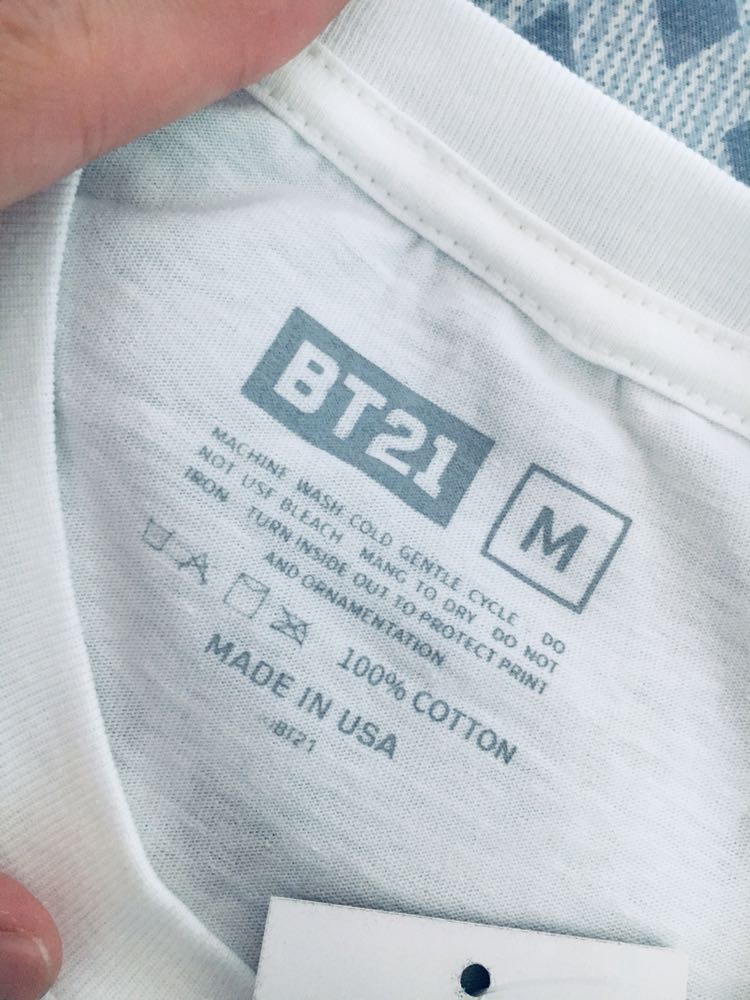 BT21
M
MACHINE WASH COLD GENTLE CYCLE DO
NOT USE BLEACH MANG TO DRY DO NOT
IRON TURN INSIDE OUT TO PROTECT PRINT
AND ORNAMENTATION
100% COTTON
MADE IN USA
©BT21